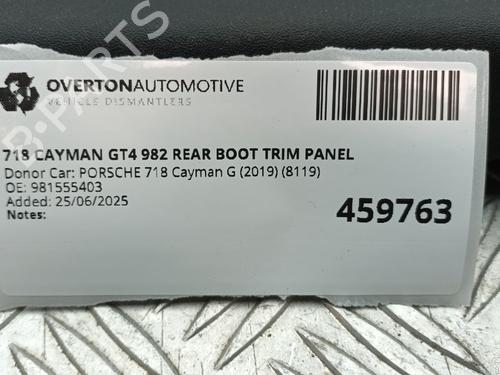 OVERTONAUTOMOTIVE
VEHICLE DISMANTLERS
718 CAYMAN GT4 982 REAR BOOT TRIM PANEL
Donor Car: PORSCHE 718 Cayman G (2019) (8119)
OE: 981555403
Added: 25/06/2025
Notes:
459763
B-PARTS